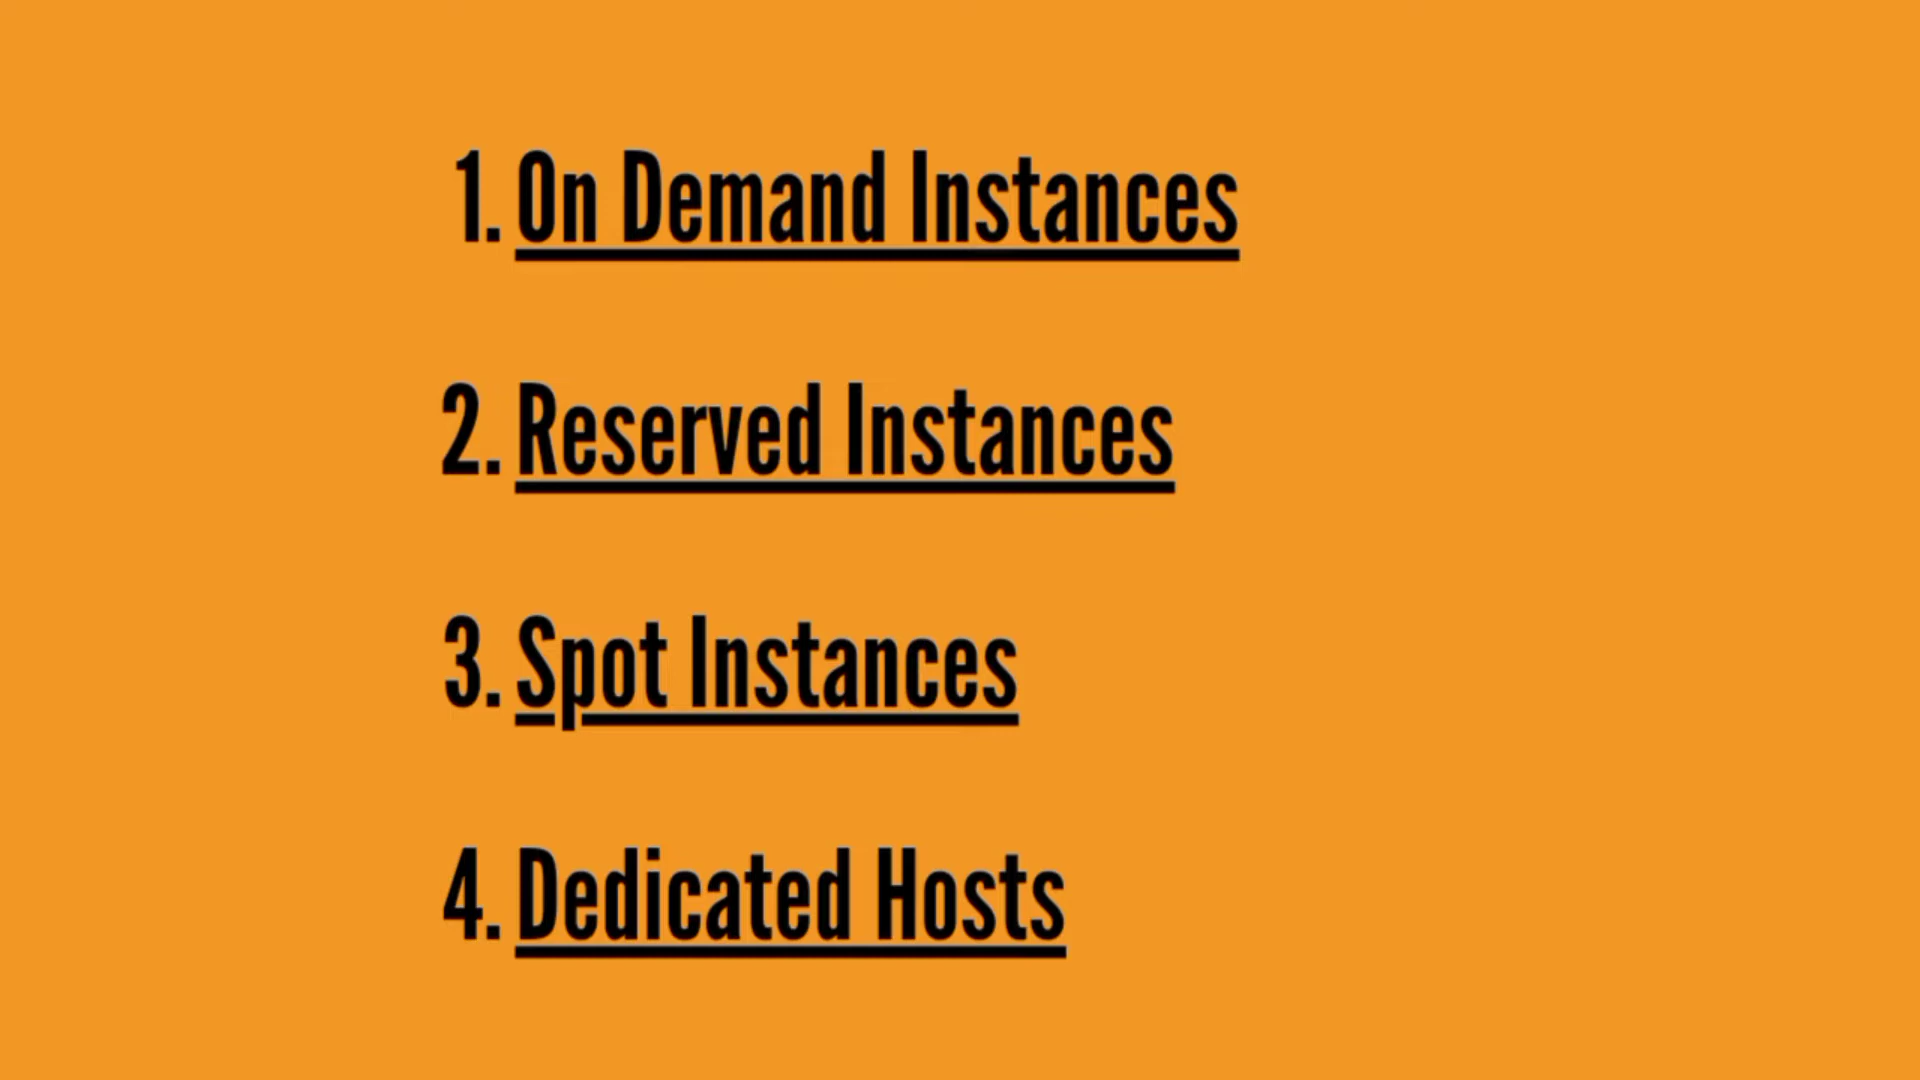 1. On Demand Instances
2. Reserved Instances
3. Spot Instances
4. Dedicated Hosts